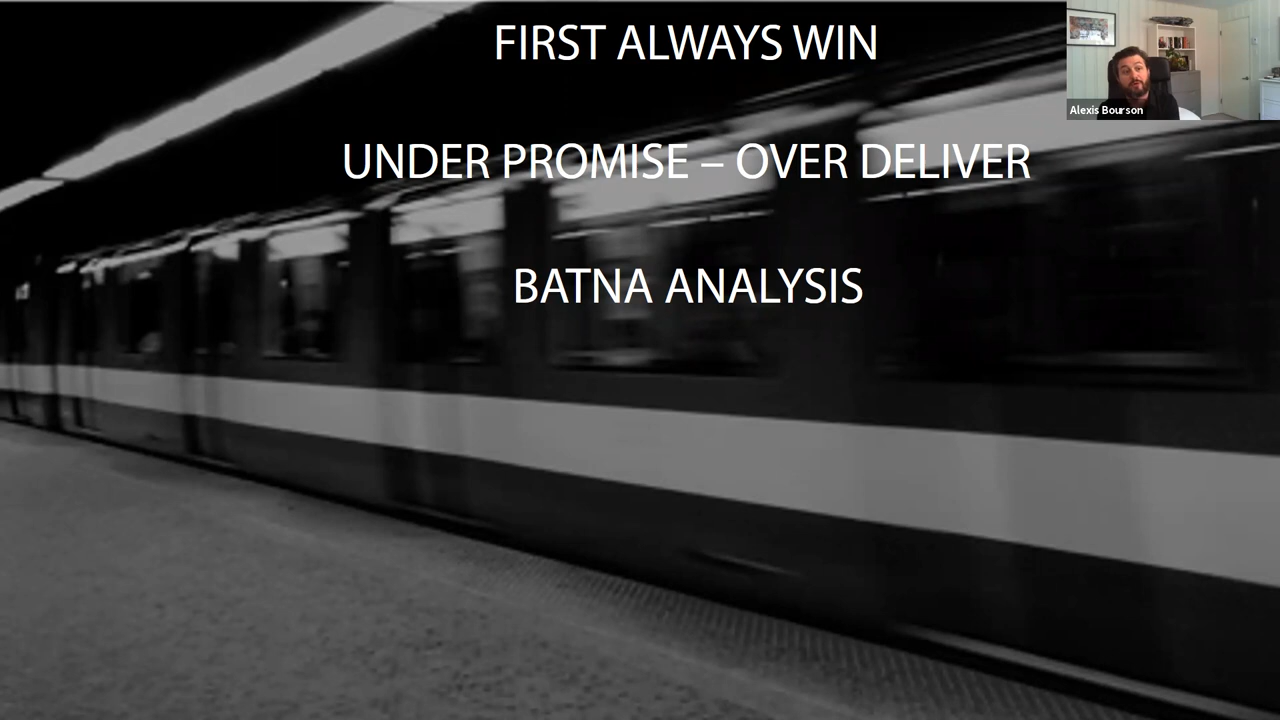 FIRST ALWAYS WIN
Alexis Bourson
UNDER PROMISE – OVER DELIVER
BATNA ANALYSIS